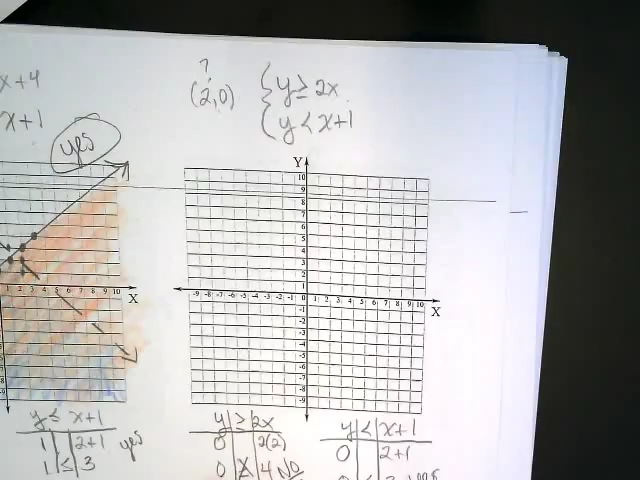 x+4
x+1
yes
?
(2,0)
y ≥ 2x
y < x+1
Y
10
9
8
7
6
5
4
3
2
1
-9 -8 -7 -6 -5 -4 -3 -2 -1 0 1 2 3 4 5 6 7 8 9 10
X
-1
-2
-3
-4
-5
-6
-7
-8
-9
1 2 3 4 5 6 7 8 9 10
X
y ≤ x+1
1 2+1 yes
1 ≤ 3
y ≥ 2x
0 2(2)
0 4 NO
y < x+1
0 2+1